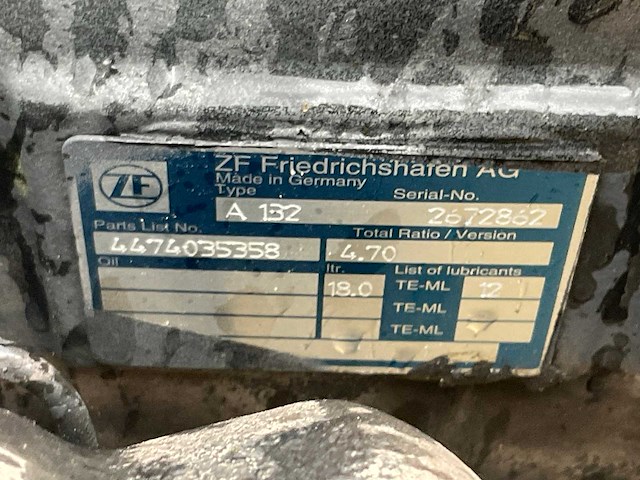 ZF
ZF Friedrichshafen AG
Made in Germany
Type Serial-No.
A 132 2672862
Parts List No. Total Ratio / Version
4474035358 4.70
Oil ltr. List of lubricants
18.0 TE-ML 12
TE-ML
TE-ML